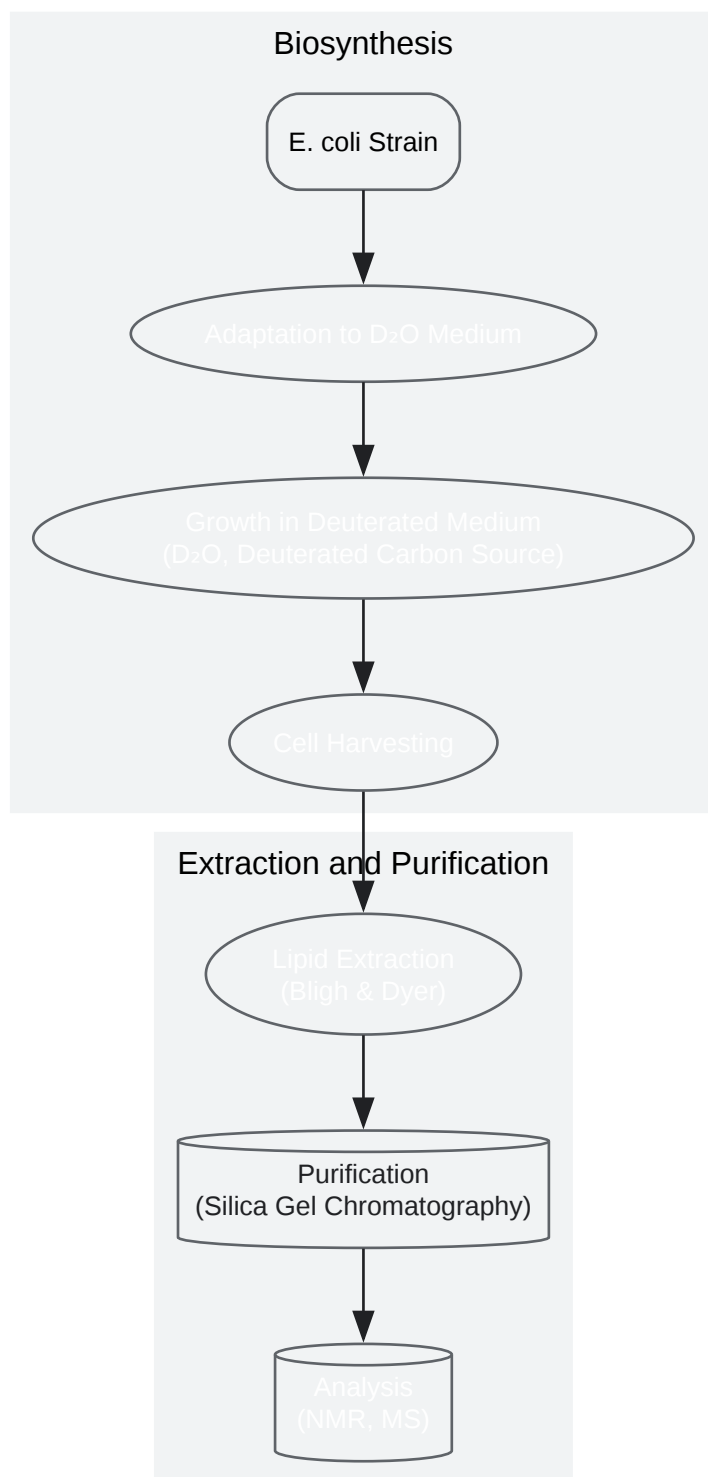 Biosynthesis
E. coli Strain
Adaptation to D₂O Medium
Growth in Deuterated Medium
(D₂O, Deuterated Carbon Source)
Cell Harvesting
Extraction and Purification
Lipid Extraction
(Bligh & Dyer)
Purification
(Silica Gel Chromatography)
Analysis
(NMR, MS)